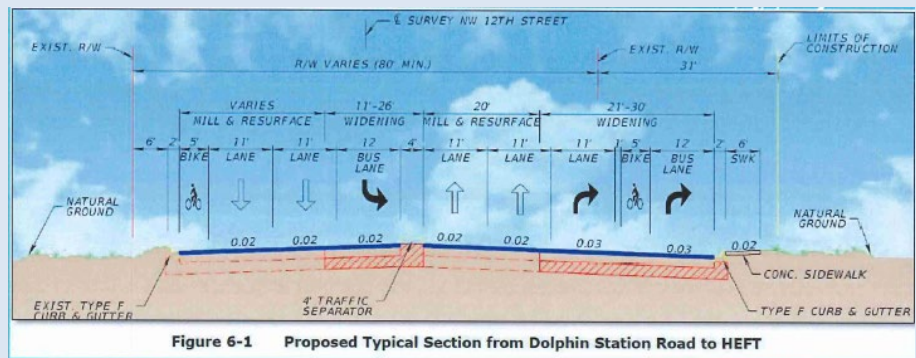 ℄ SURVEY NW 12TH STREET
EXIST. R/W
EXIST. R/W
LIMITS OF
CONSTRUCTION
R/W VARIES (80' MIN.)
31'
VARIES
MILL & RESURFACE
11'-26'
WIDENING
20'
MILL & RESURFACE
21'-30'
WIDENING
6' 2' 5' 11' 11' 12' 4' 11' 11' 11' 1' 5' 12' 2' 6'
BIKE LANE LANE BUS LANE LANE LANE LANE BIKE BUS LANE SWK
NATURAL
GROUND
NATURAL
GROUND
0.02 0.02 0.02 0.02 0.02 0.03 0.03 0.02
EXIST. TYPE F
CURB & GUTTER
4' TRAFFIC
SEPARATOR
CONC. SIDEWALK
TYPE F CURB & GUTTER
Figure 6-1 Proposed Typical Section from Dolphin Station Road to HEFT